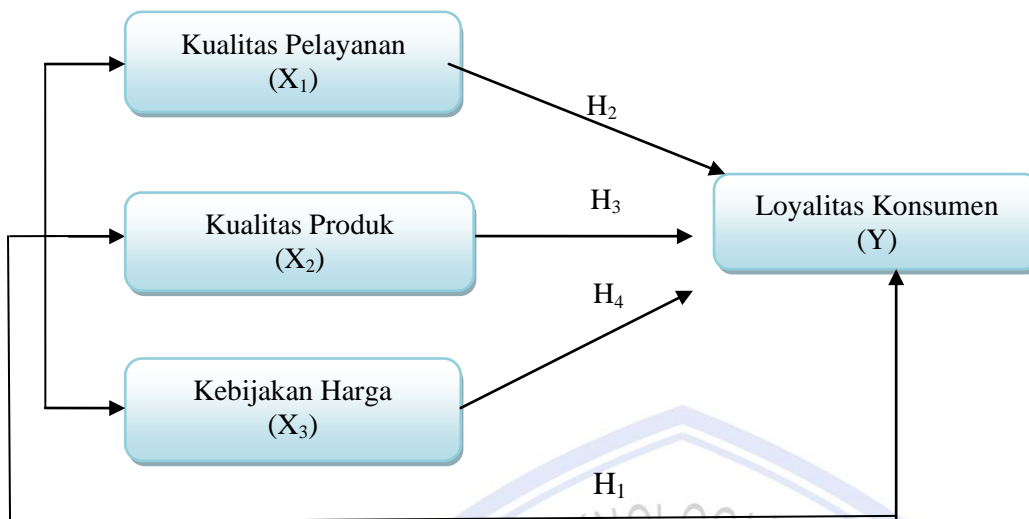 Kualitas Pelayanan
(X₁)
H₂
Kualitas Produk
(X₂)
H₃
Loyalitas Konsumen
(Y)
H₄
Kebijakan Harga
(X₃)
H₁